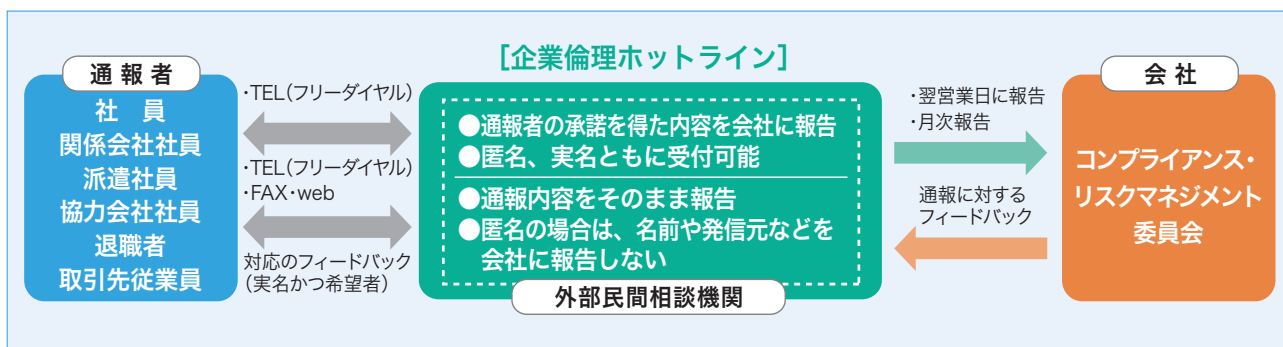 [企業倫理ホットライン]
通報者
社　員
関係会社社員
派遣社員
協力会社社員
退職者
取引先従業員
・TEL(フリーダイヤル)
・TEL(フリーダイヤル)
・FAX・web
対応のフィードバック
(実名かつ希望者)
●通報者の承諾を得た内容を会社に報告
●匿名、実名ともに受付可能
●通報内容をそのまま報告
●匿名の場合は、名前や発信元などを
会社に報告しない
外部民間相談機関
・翌営業日に報告
・月次報告
通報に対する
フィードバック
会社
コンプライアンス・
リスクマネジメント
委員会